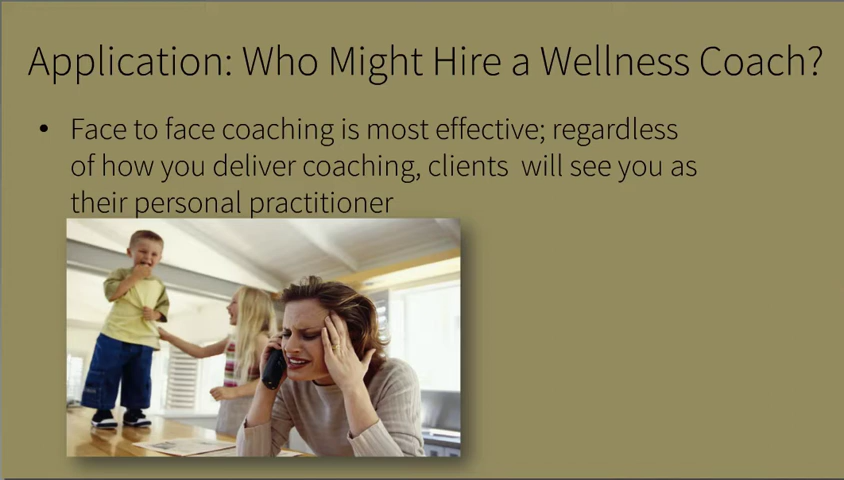 Application: Who Might Hire a Wellness Coach?
• Face to face coaching is most effective; regardless
of how you deliver coaching, clients  will see you as
their personal practitioner